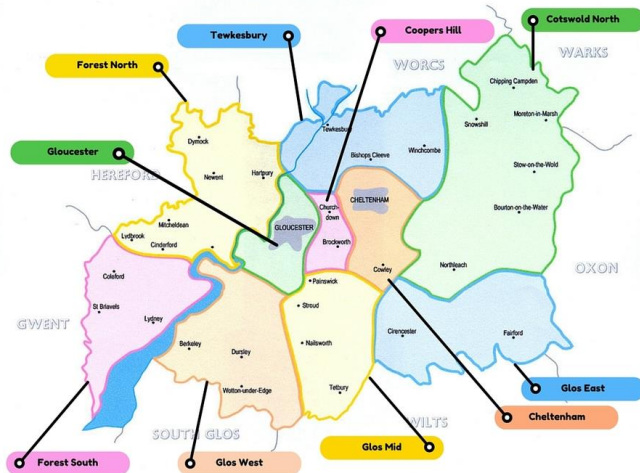 Cotswold North
Tewkesbury
Coopers Hill
WARKS
WORCS
Forest North
Chipping Campden
Snowshill
Moreton-in-Marsh
Tewkesbury
Dymock
Bishops Cleeve
Winchcombe
Gloucester
Stow-on-the-Wold
HEREFORD
Newent
Hartpury
CHELTENHAM
Church-
down
Bourton-on-the-Water
Mitcheldean
GLOUCESTER
Lydbrook
Cinderford
Brockworth
Cowley
Northleach
OXON
Coleford
Painswick
St Briavels
Stroud
GWENT
Lydney
Cirencester
Fairford
Berkeley
Nailsworth
Dursley
Wotton-under-Edge
Tetbury
Glos East
Cheltenham
SOUTH GLOS
WILTS
Glos Mid
Forest South
Glos West